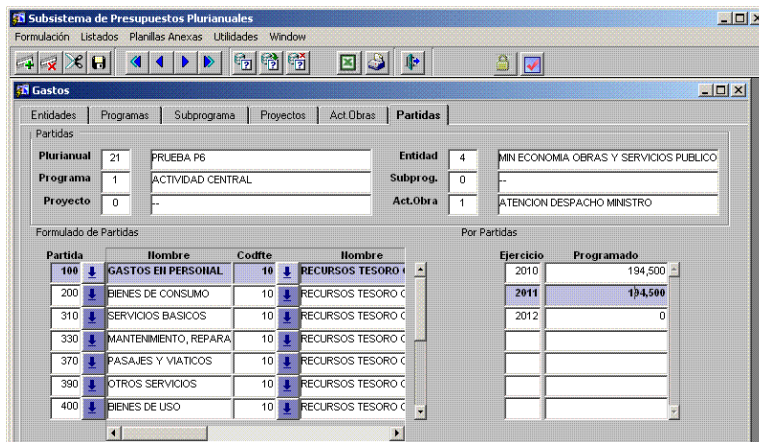 Subsistema de Presupuestos Plurianuales
Formulación Listados Planillas Anexas Utilidades Window
Gastos
Entidades Programas Subprograma Proyectos Act.Obras Partidas
Partidas
Plurianual 21 PRUEBA P6 Entidad 4 MIN ECONOMIA OBRAS Y SERVICIOS PUBLICO
Programa 1 ACTIVIDAD CENTRAL Subprog. 0 --
Proyecto 0 -- Act.Obra 1 ATENCION DESPACHO MINISTRO
Formulado de Partidas Por Partidas
Partida Nombre Codfte Nombre Ejercicio Programado
100 GASTOS EN PERSONAL 10 RECURSOS TESORO 2010 194,500
200 BIENES DE CONSUMO 10 RECURSOS TESORO 2011 194,500
310 SERVICIOS BASICOS 10 RECURSOS TESORO 2012 0
330 MANTENIMIENTO, REPARA 10 RECURSOS TESORO
370 PASAJES Y VIATICOS 10 RECURSOS TESORO
390 OTROS SERVICIOS 10 RECURSOS TESORO
400 BIENES DE USO 10 RECURSOS TESORO